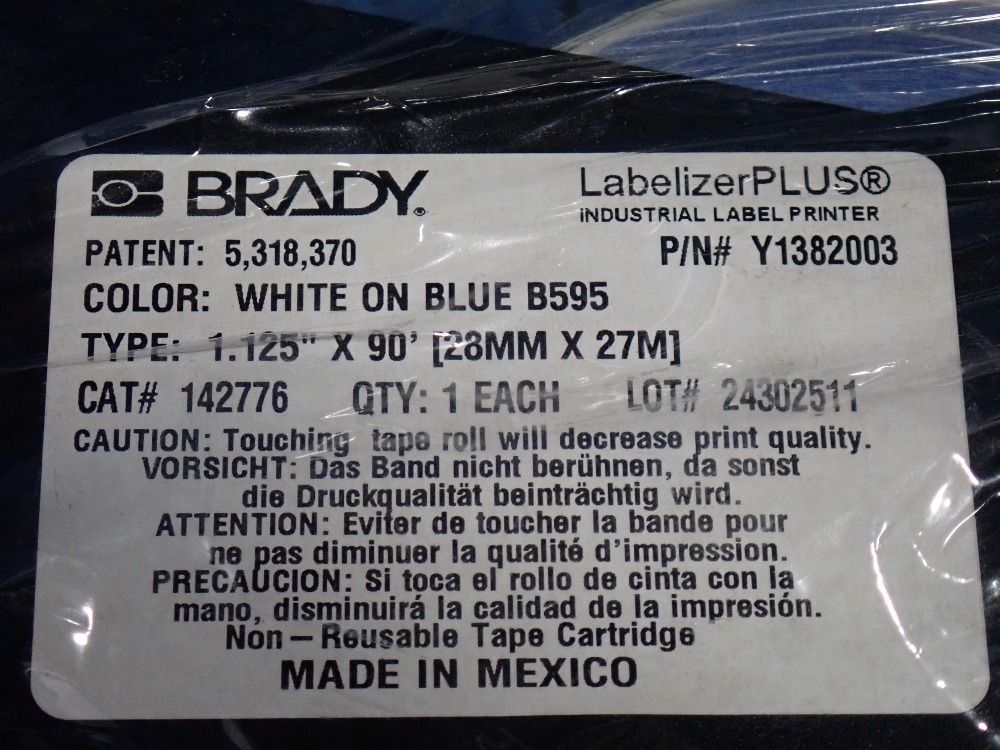 BRADY®
LabelizerPLUS®
INDUSTRIAL LABEL PRINTER
PATENT: 5,318,370
P/N# Y1382003
COLOR: WHITE ON BLUE B595
TYPE: 1.125" X 90' [28MM X 27M]
CAT# 142776 QTY: 1 EACH LOT# 24302511
CAUTION: Touching tape roll will decrease print quality.
VORSICHT: Das Band nicht berühnen, da sonst
die Druckqualität beinträchtig wird.
ATTENTION: Eviter de toucher la bande pour
ne pas diminuer la qualité d'impression.
PRECAUCION: Si toca el rollo de cinta con la
mano, disminuirá la calidad de la impresión.
Non-Reusable Tape Cartridge
MADE IN MEXICO